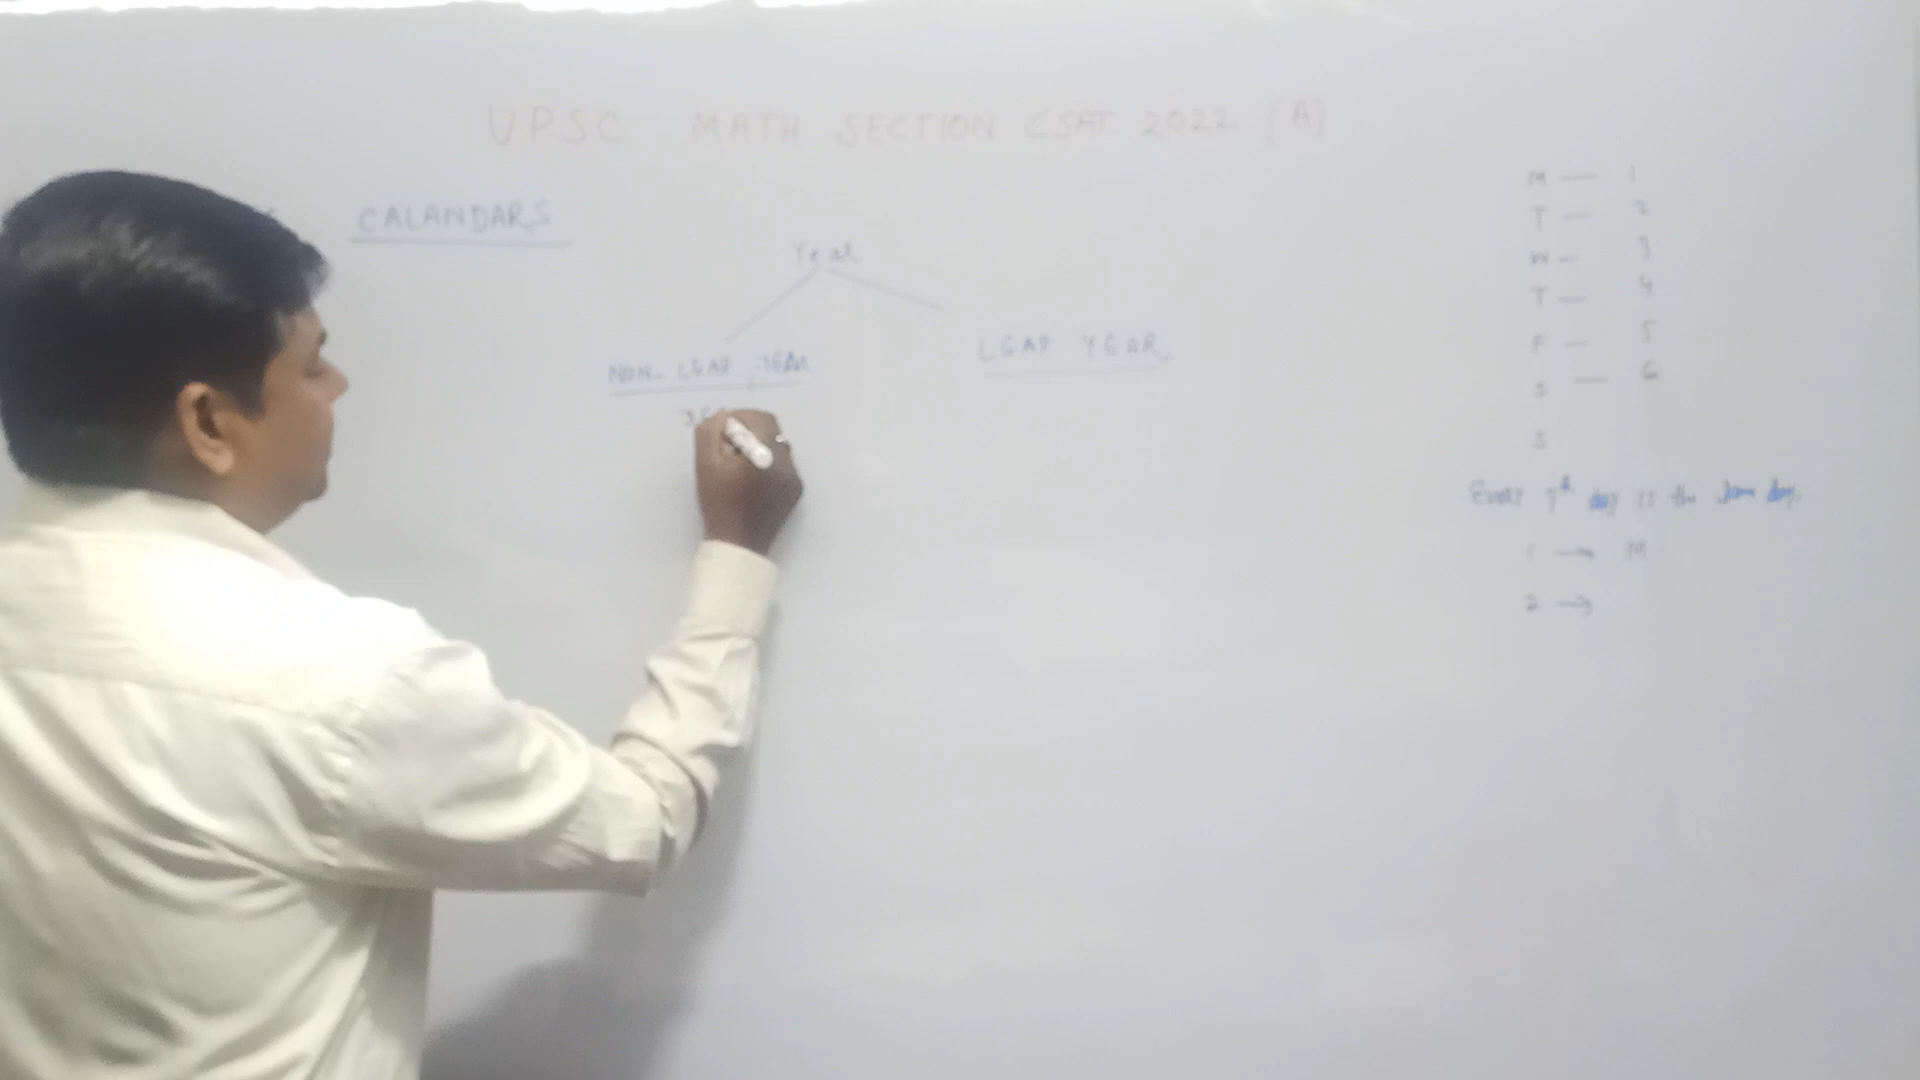 UPSC MATH SECTION CSAT 2022 (A)
CALANDARS
Year
NON-LEAP YEAR
LEAP YEAR
M — 1
T — 2
W — 3
T — 4
F — 5
S — 6
S
Every 7th day is the same day.
1 → M
2 →